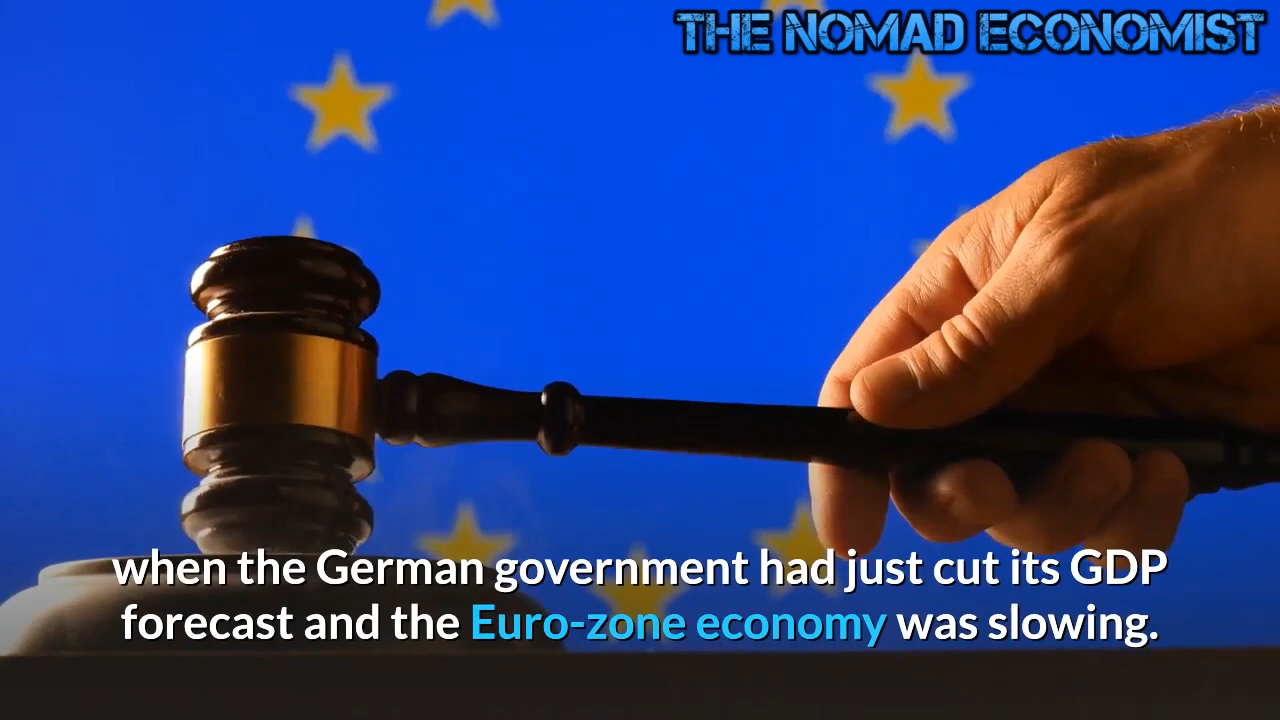 THE NOMAD ECONOMIST
when the German government had just cut its GDP
forecast and the Euro-zone economy was slowing.